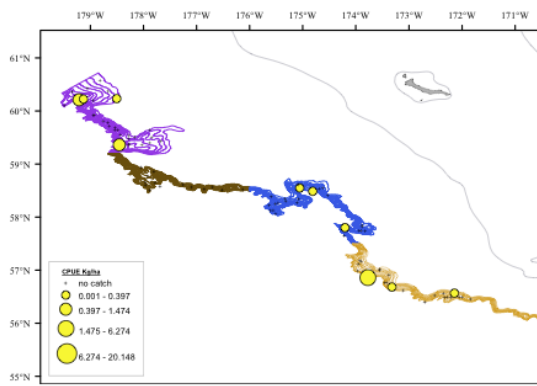 179°W 178°W 177°W 176°W 175°W 174°W 173°W 172°W 171°W
61°N
60°N
59°N
58°N
57°N
56°N
55°N
CPUE Kg/ha
no catch
0.001 - 0.397
0.397 - 1.474
1.475 - 6.274
6.274 - 20.148